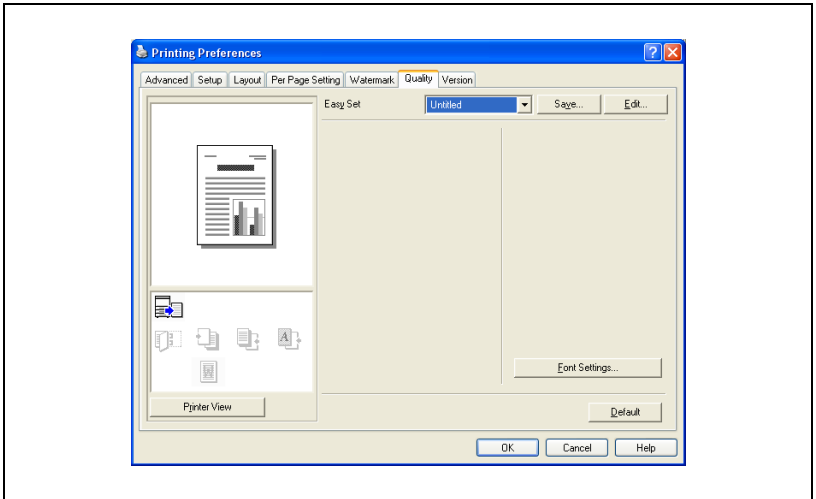 Printing Preferences
Advanced Setup Layout Per Page Setting Watermark Quality Version
Easy Set Untitled Save... Edit...
A
Font Settings...
Printer View
Default
OK Cancel Help